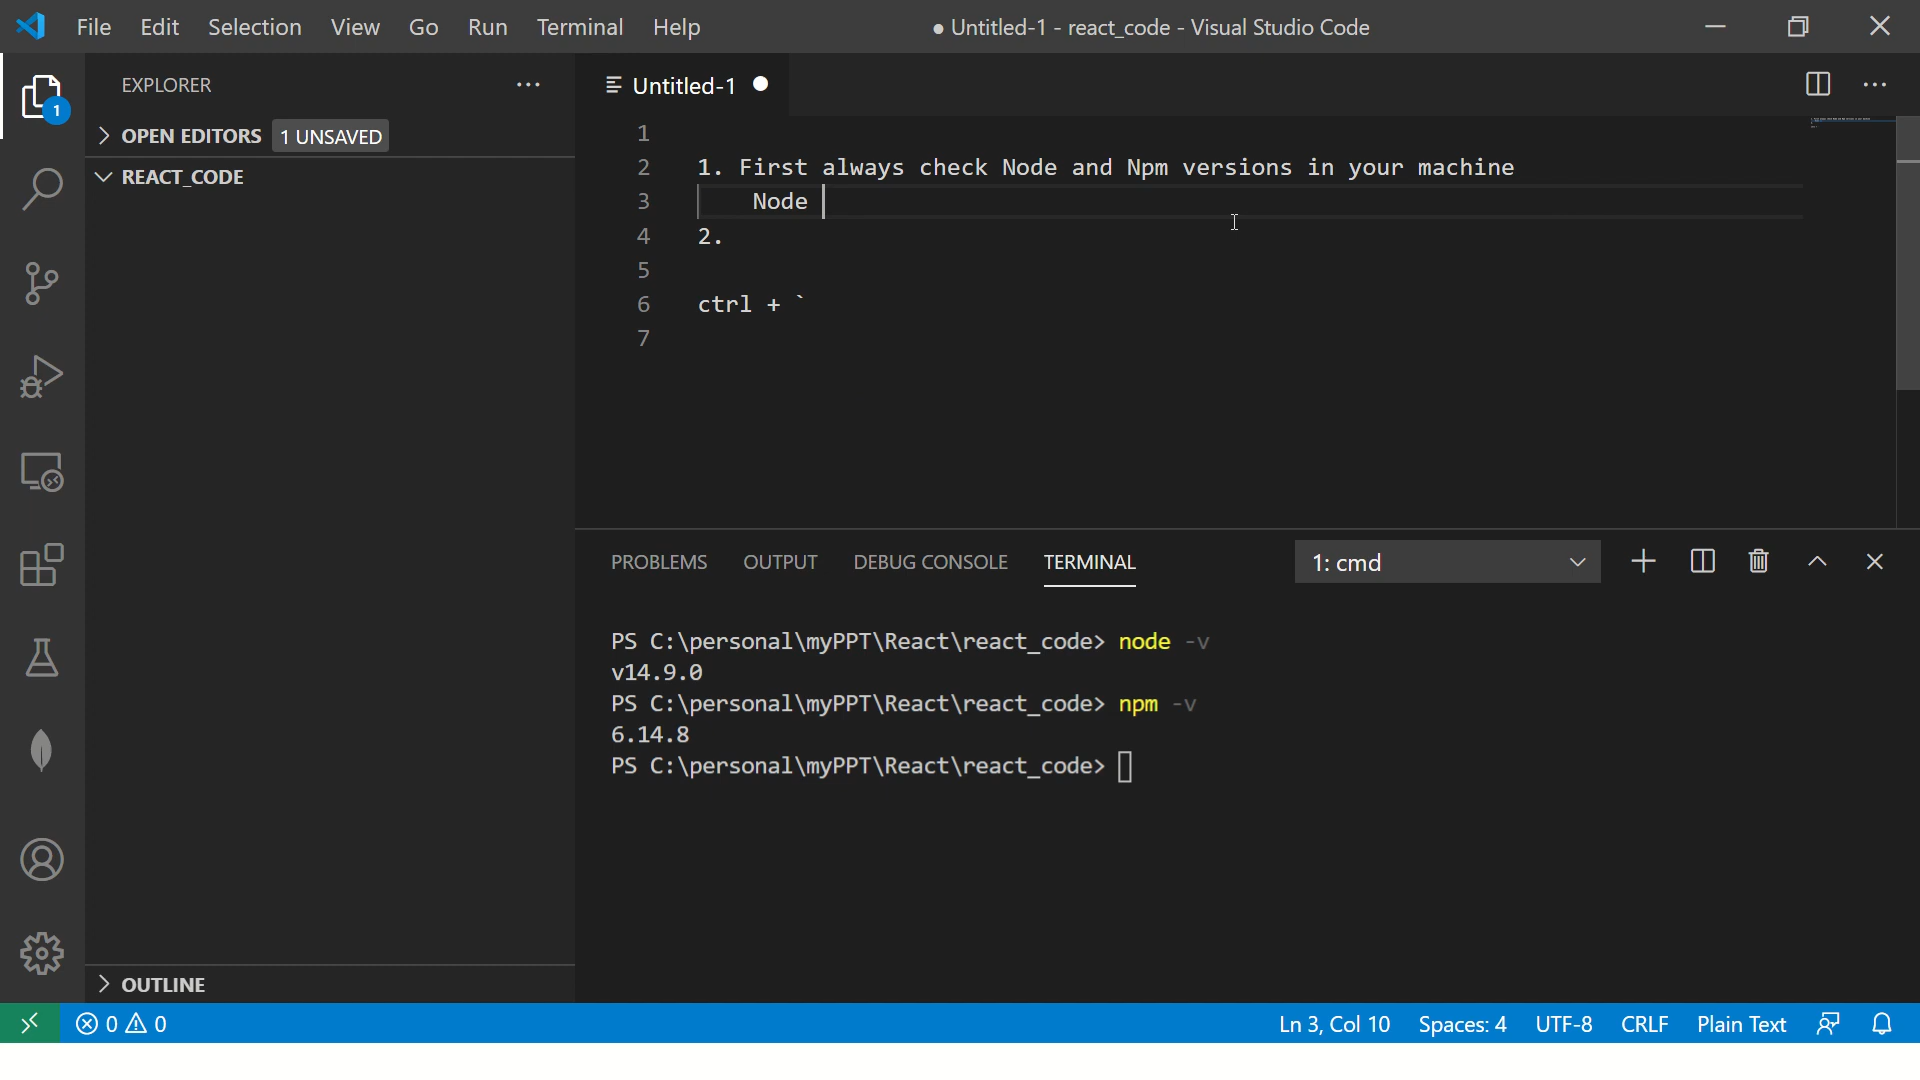 File Edit Selection View Go Run Terminal Help
● Untitled-1 - react_code - Visual Studio Code
EXPLORER
1
OPEN EDITORS 1 UNSAVED
REACT_CODE
OUTLINE
Untitled-1
1
2 1. First always check Node and Npm versions in your machine
3 Node
4 2.
5
6 ctrl + `
7
PROBLEMS OUTPUT DEBUG CONSOLE TERMINAL
1: cmd
PS C:\personal\myPPT\React\react_code> node -v
v14.9.0
PS C:\personal\myPPT\React\react_code> npm -v
6.14.8
PS C:\personal\myPPT\React\react_code>
0 0
Ln 3, Col 10 Spaces: 4 UTF-8 CRLF Plain Text